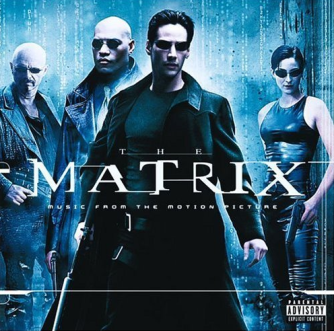 THE
MATRIX
MUSIC FROM THE MOTION PICTURE
PARENTAL
ADVISORY
EXPLICIT CONTENT